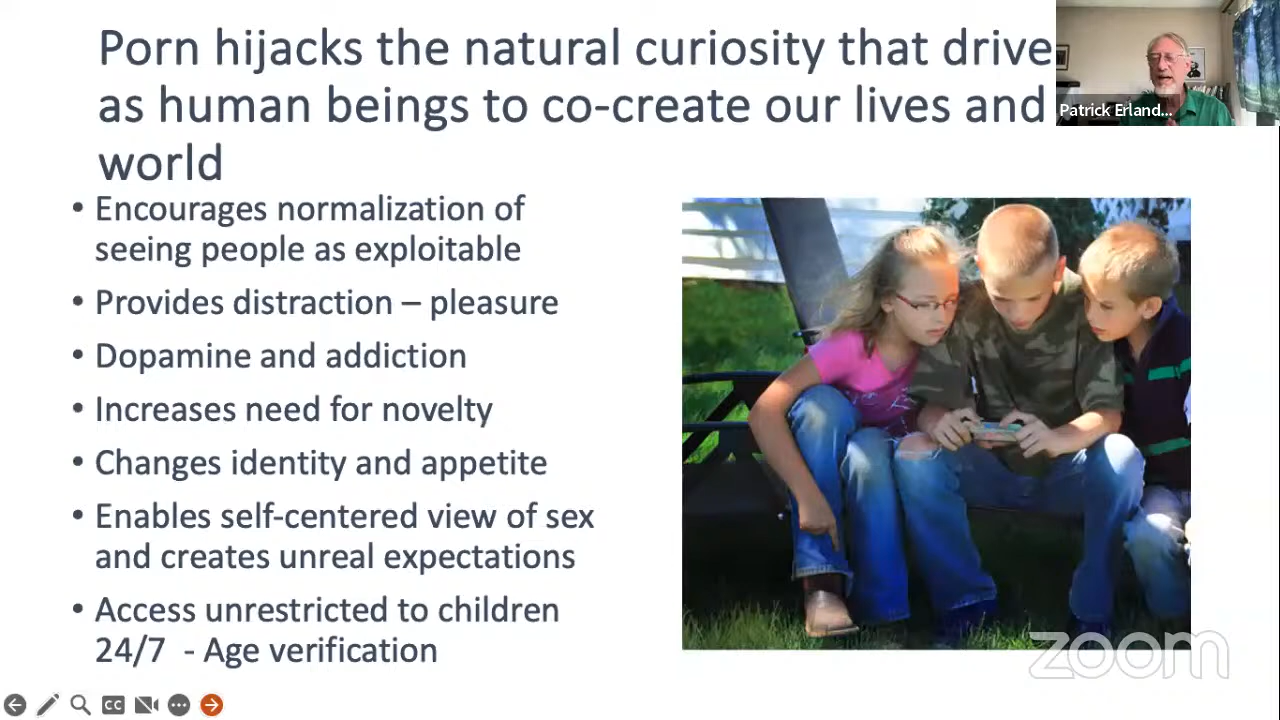 Porn hijacks the natural curiosity that drive
as human beings to co-create our lives and
world
Patrick Erland...
• Encourages normalization of
seeing people as exploitable
• Provides distraction – pleasure
• Dopamine and addiction
• Increases need for novelty
• Changes identity and appetite
• Enables self-centered view of sex
and creates unreal expectations
• Access unrestricted to children
24/7 - Age verification
zoom
CC